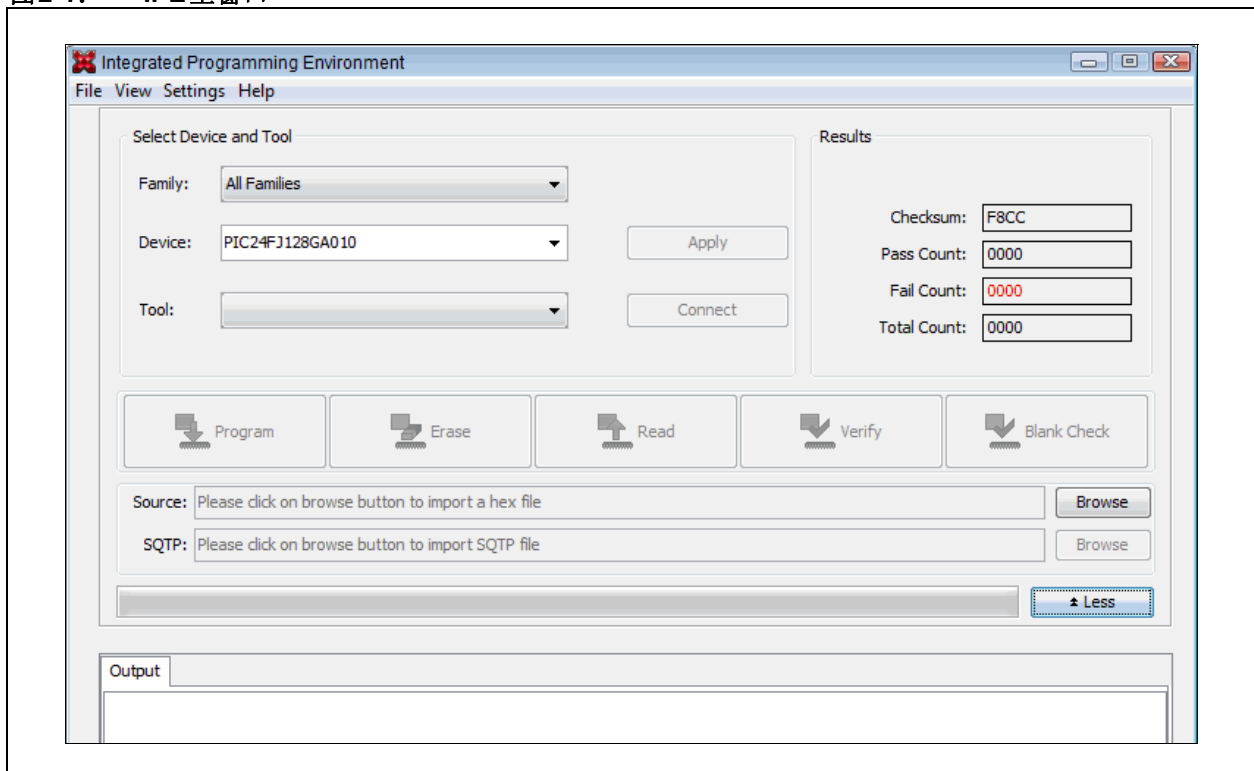 Integrated Programming Environment
File View Settings Help
Select Device and Tool
Family: All Families
Device: PIC24FJ128GA010
Apply
Tool:
Connect
Results
Checksum: F8CC
Pass Count: 0000
Fail Count: 0000
Total Count: 0000
Program
Erase
Read
Verify
Blank Check
Source: Please click on browse button to import a hex file
Browse
SQTP: Please click on browse button to import SQTP file
Browse
Less
Output